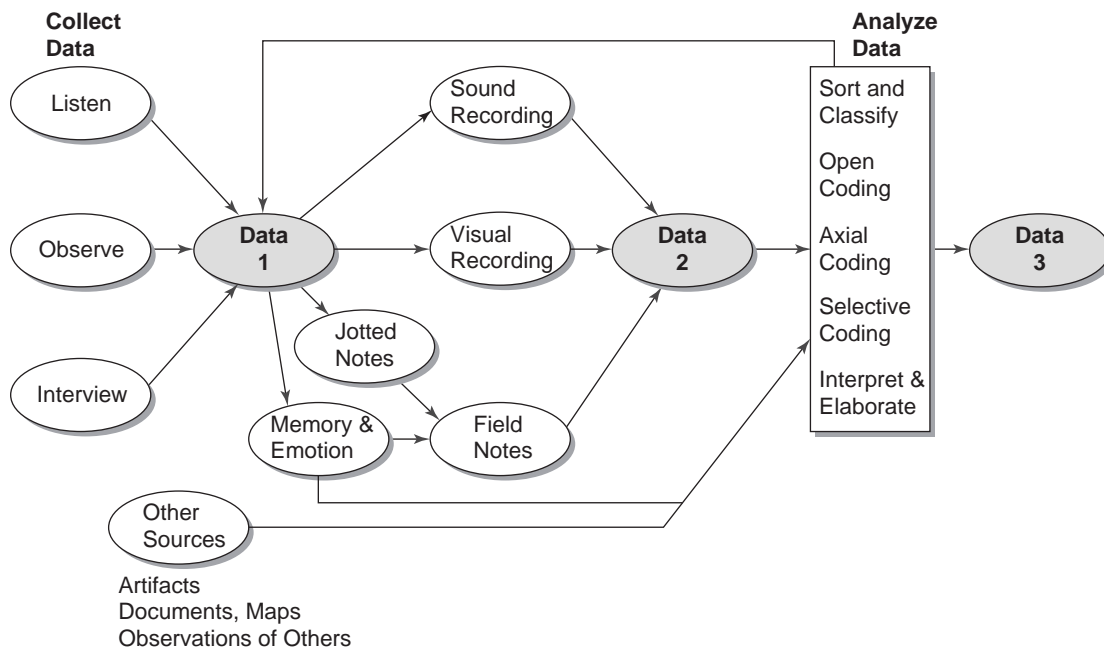 Collect
Data
Analyze
Data
Listen
Sound
Recording
Sort and
Classify
Open
Coding
Observe
Data
1
Visual
Recording
Data
2
Axial
Coding
Data
3
Jotted
Notes
Selective
Coding
Interview
Memory &
Emotion
Field
Notes
Interpret &
Elaborate
Other
Sources
Artifacts
Documents, Maps
Observations of Others